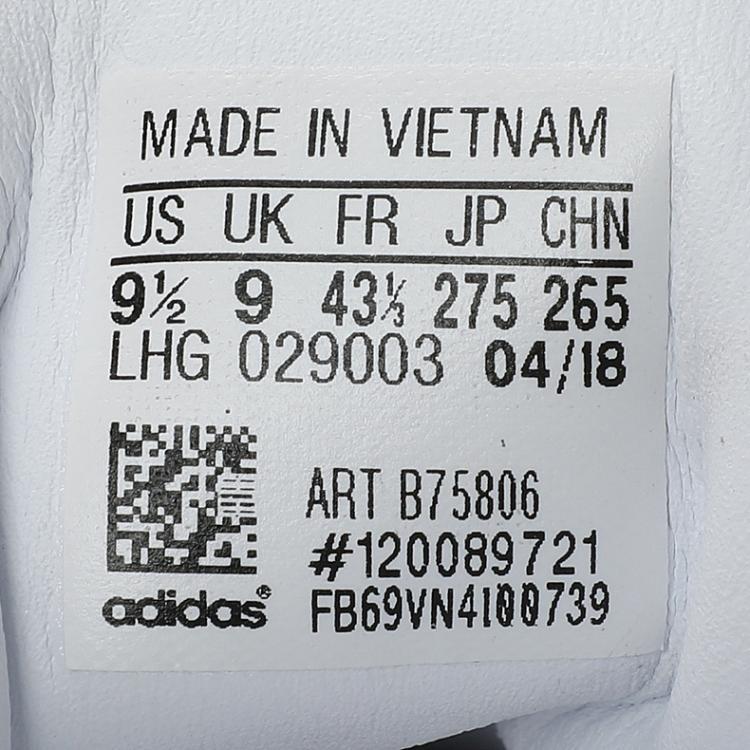 MADE IN VIETNAM
US UK FR JP CHN
9½ 9 43⅓ 275 265
LHG 029003 04/18
ART B75806
#120089721
adidas®
FB69VN4I00739